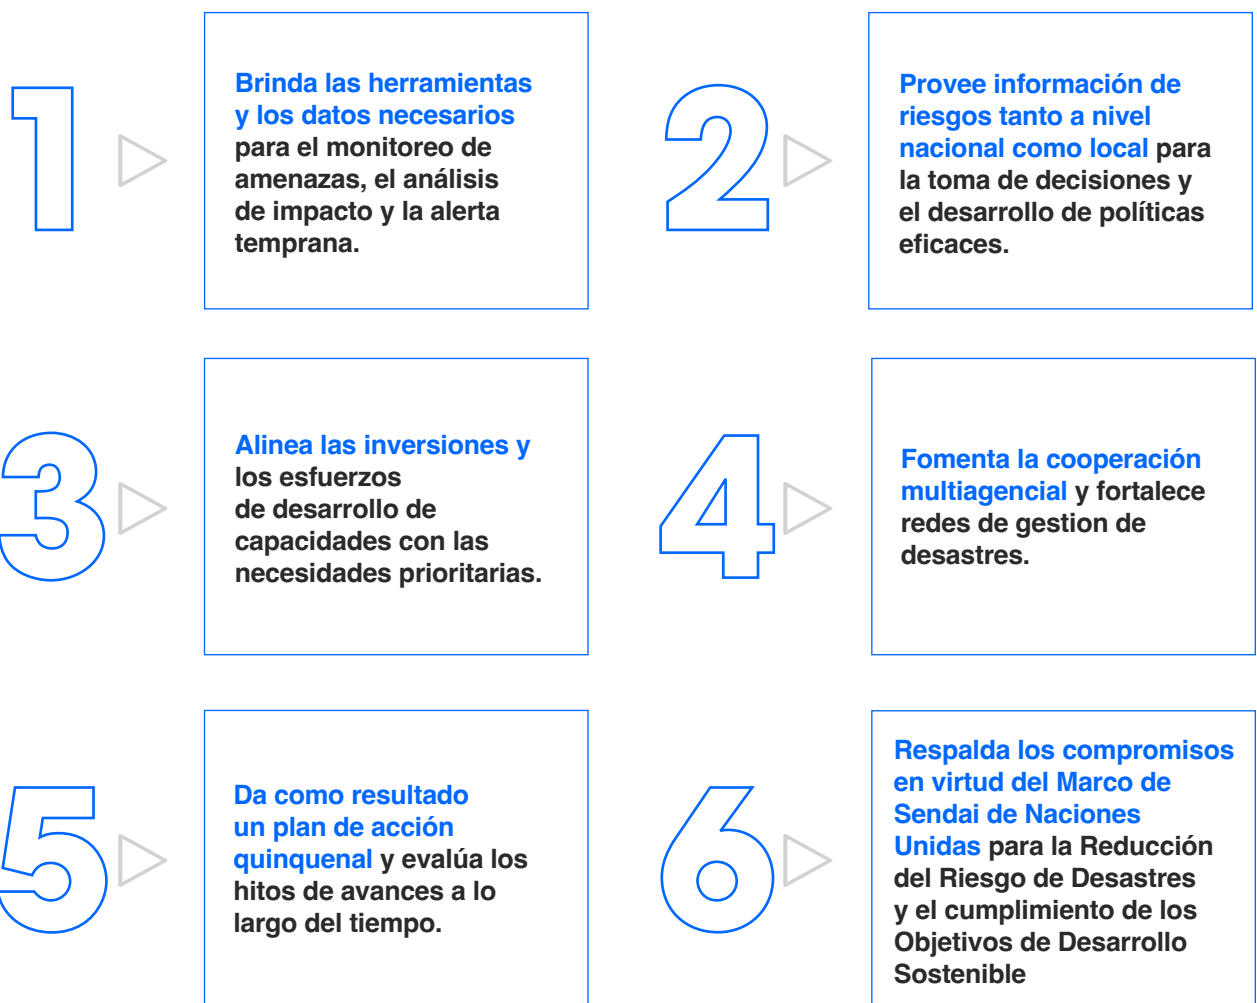 1
Brinda las herramientas
y los datos necesarios
para el monitoreo de
amenazas, el análisis
de impacto y la alerta
temprana.
2
Provee información de
riesgos tanto a nivel
nacional como local para
la toma de decisiones y
el desarrollo de políticas
eficaces.
3
Alinea las inversiones y
los esfuerzos
de desarrollo de
capacidades con las
necesidades prioritarias.
4
Fomenta la cooperación
multiagencial y fortalece
redes de gestion de
desastres.
5
Da como resultado
un plan de acción
quinquenal y evalúa los
hitos de avances a lo
largo del tiempo.
6
Respalda los compromisos
en virtud del Marco de
Sendai de Naciones
Unidas para la Reducción
del Riesgo de Desastres
y el cumplimiento de los
Objetivos de Desarrollo
Sostenible